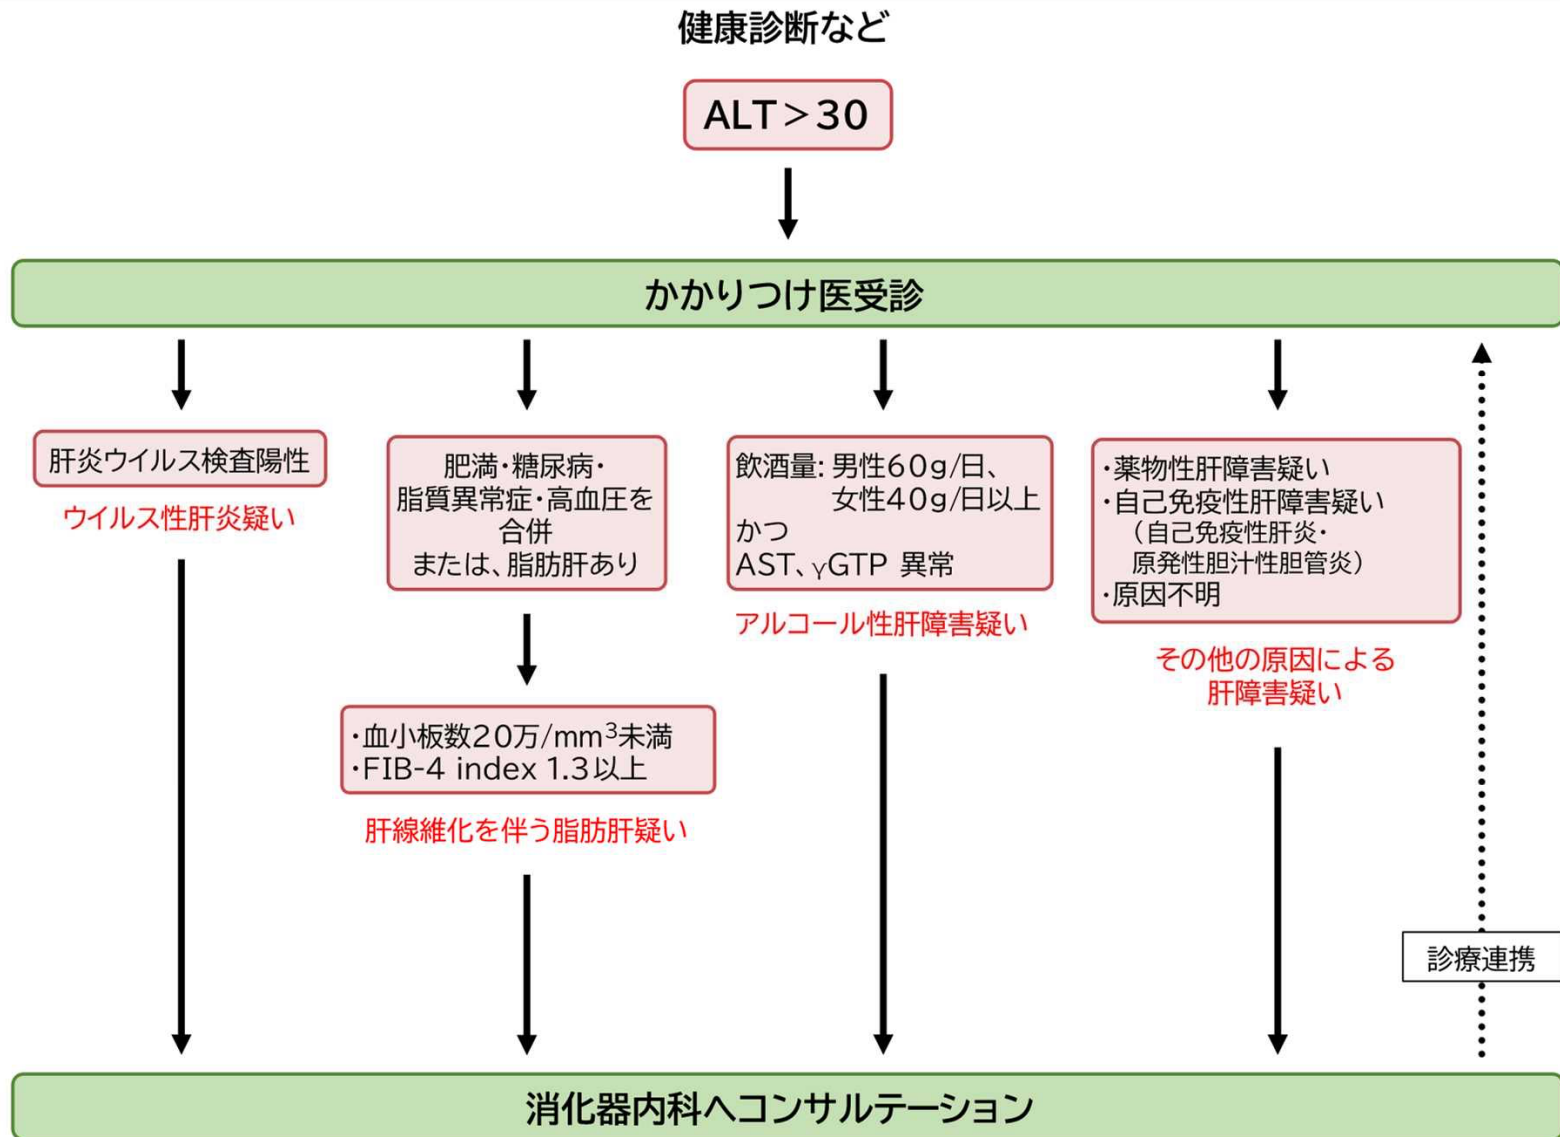 健康診断など
ALT>30
かかりつけ医受診
肝炎ウイルス検査陽性
ウイルス性肝炎疑い
肥満・糖尿病・
脂質異常症・高血圧を
合併
または、脂肪肝あり
・血小板数20万/mm³未満
・FIB-4 index 1.3以上
肝線維化を伴う脂肪肝疑い
飲酒量: 男性60g/日、
女性40g/日以上
かつ
AST、γGTP 異常
アルコール性肝障害疑い
・薬物性肝障害疑い
・自己免疫性肝障害疑い
（自己免疫性肝炎・
原発性胆汁性胆管炎）
・原因不明
その他の原因による
肝障害疑い
診療連携
消化器内科へコンサルテーション